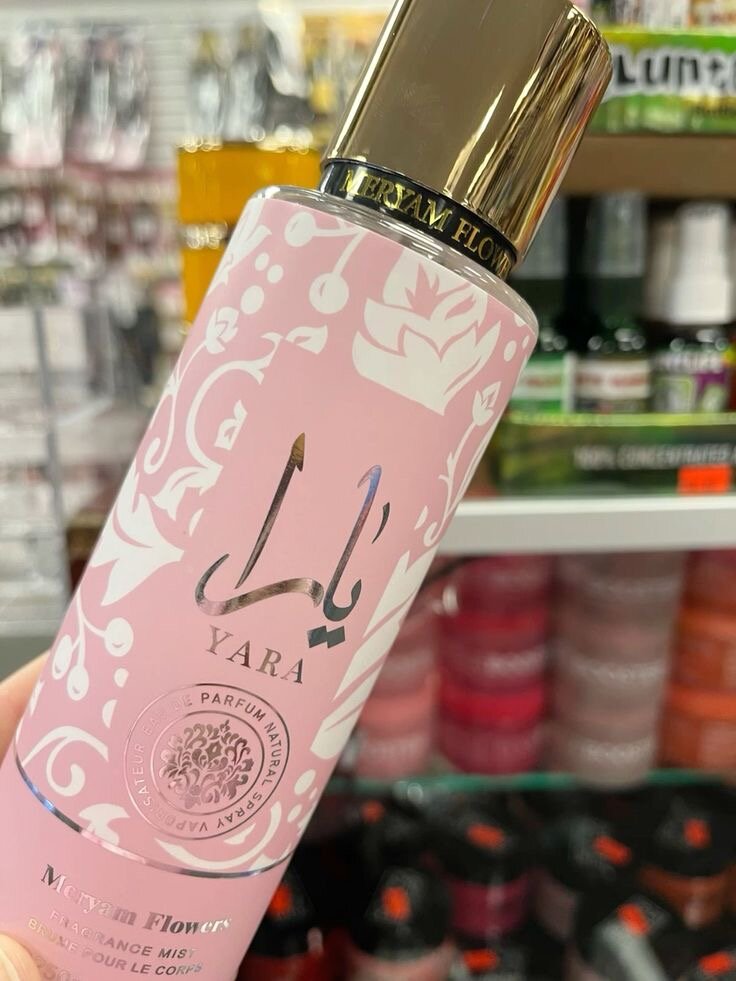 MERYAM FLOW
يارا
YARA
EAU DE PARFUM NATURAL SPRAY VAPORISATEUR
Meryam Flowers
FRAGRANCE MIST
BRUME POUR LE CORPS
250
100% CONCENTRATED